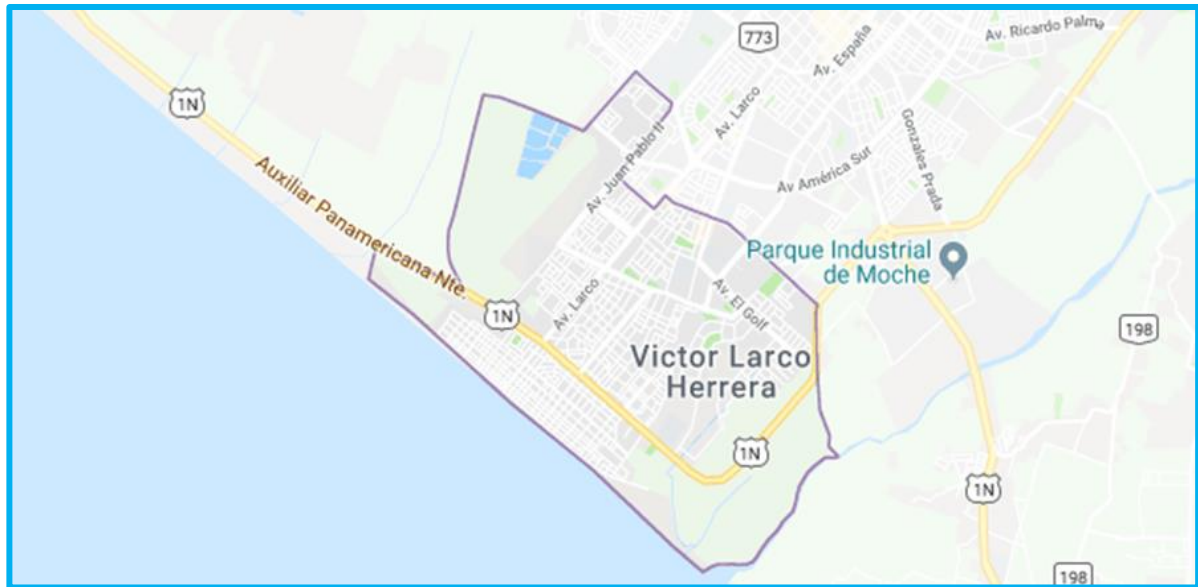 Av. Ricardo Palma
773
Av. España
1N
Av. Larco
Gonzales Prada
Av. Juan Pablo II
Av América Sur
Auxiliar Panamericana Nte.
Parque Industrial
de Moche
Av. El Golf
Av. Larco
1N
198
Victor Larco
Herrera
1N
1N
198